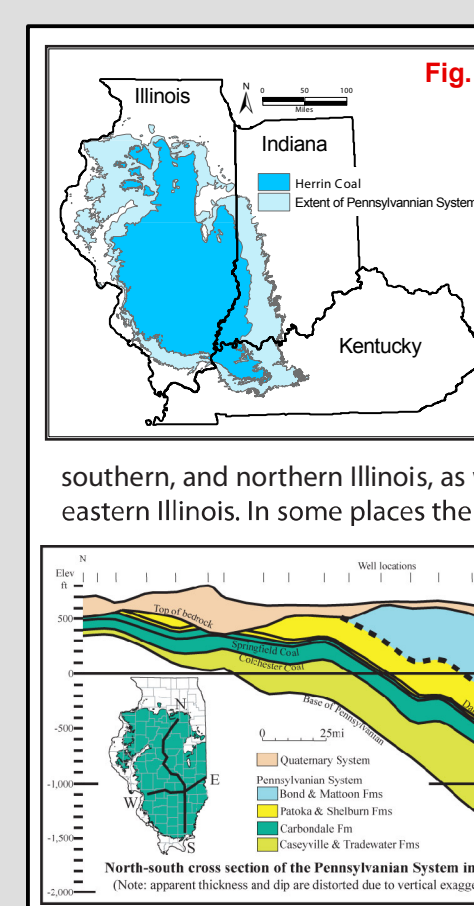 Fig.
Illinois
N
0 50 100
Miles
Indiana
Herrin Coal
Extent of Pennsylvannian System
Kentucky
southern, and northern Illinois, as
eastern Illinois. In some places the
N
Elev
ft
Well locations
500
Top of bedrock
Springfield Coal
Colchester Coal
0
Base of Pennsylvanian
-500
-1,000
-1,500
-2,000
N
E
W
S
0 25mi
Quaternary System
Pennsylvanian System
Bond & Mattoon Fms
Patoka & Shelburn Fms
Carbondale Fm
Caseyville & Tradewater Fms
North-south cross section of the Pennsylvanian System in
(Note: apparent thickness and dip are distorted due to vertical exagge